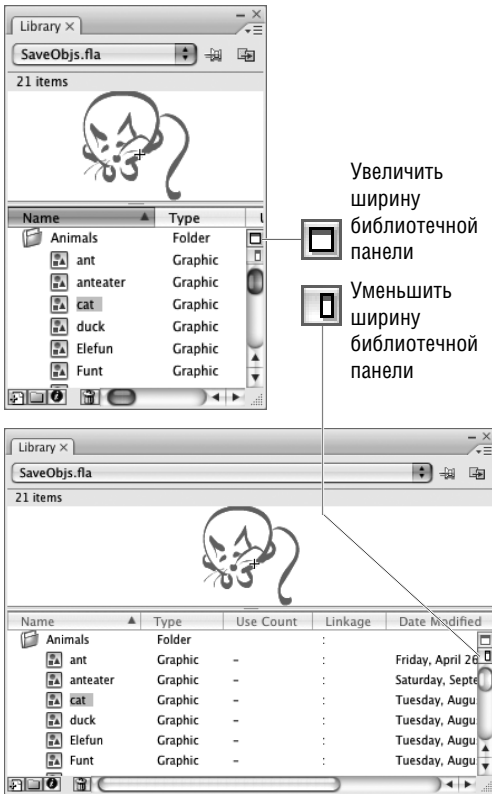 Library ×
SaveObjs.fla
21 items
Name Type
Animals Folder
ant Graphic
anteater Graphic
cat Graphic
duck Graphic
Elefun Graphic
Funt Graphic
Увеличить
ширину
библиотечной
панели
Уменьшить
ширину
библиотечной
панели
Library ×
SaveObjs.fla
21 items
Name Type Use Count Linkage Date Modified
Animals Folder :
ant Graphic – : Friday, April 26
anteater Graphic – : Saturday, Septe
cat Graphic – : Tuesday, Augu
duck Graphic – : Tuesday, Augu
Elefun Graphic – : Tuesday, Augu
Funt Graphic – : Tuesday, Augu